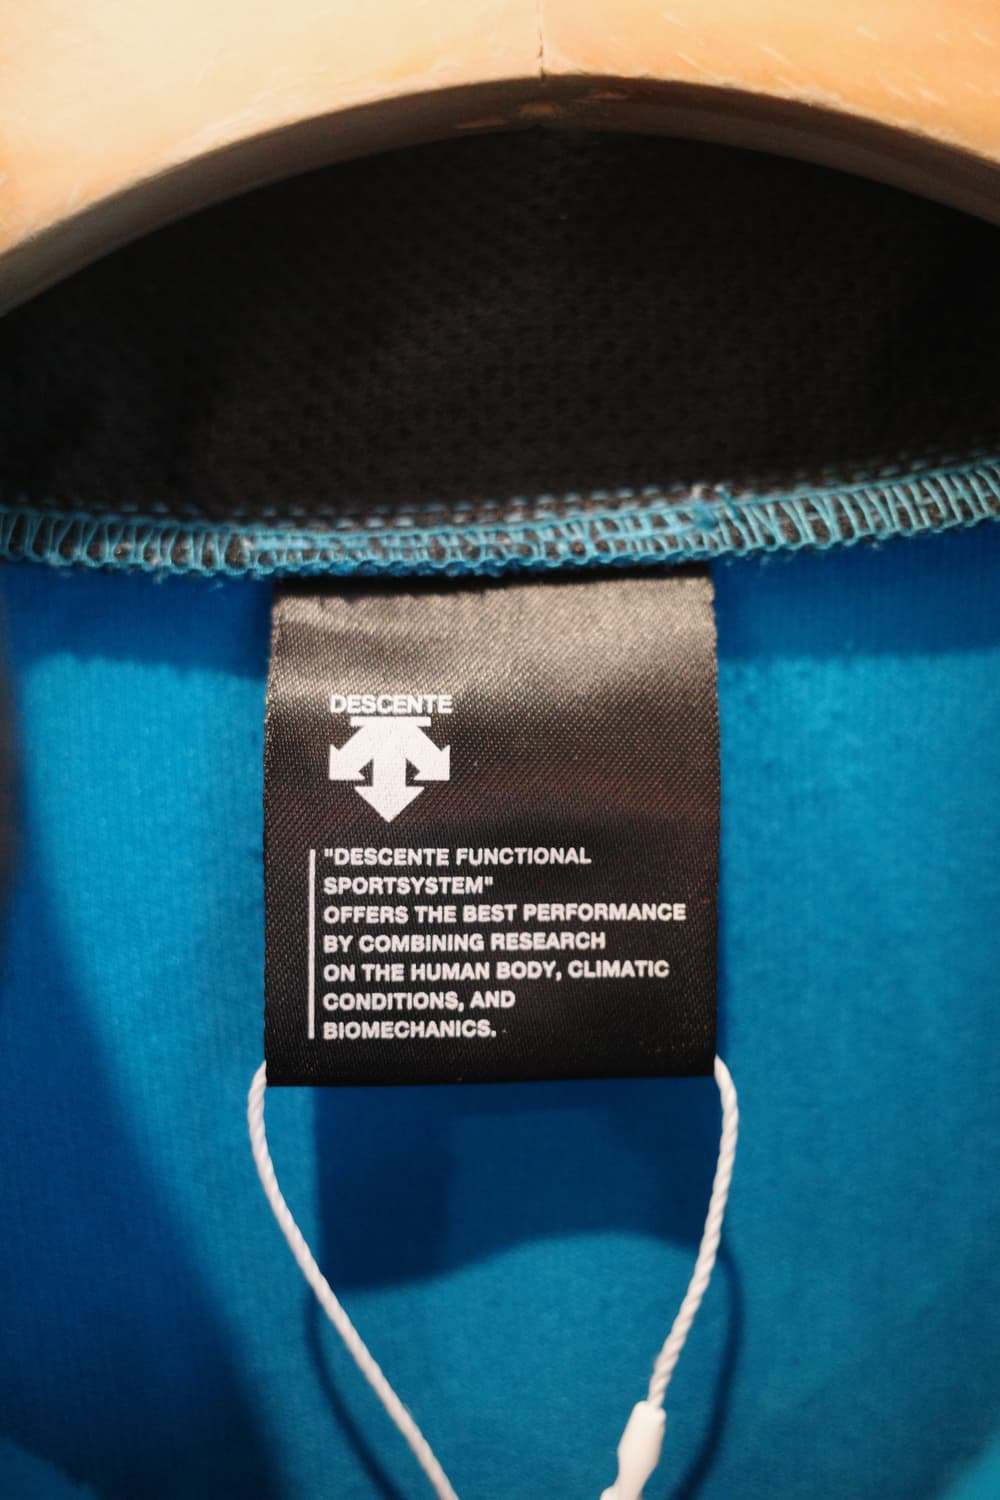 DESCENTE
"DESCENTE FUNCTIONAL
SPORTSYSTEM"
OFFERS THE BEST PERFORMANCE
BY COMBINING RESEARCH
ON THE HUMAN BODY, CLIMATIC
CONDITIONS, AND
BIOMECHANICS.